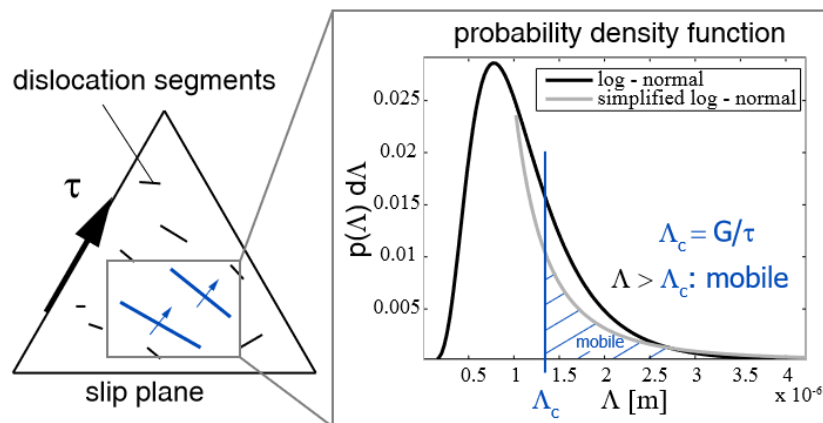 dislocation segments
τ
slip plane
probability density function
log - normal
simplified log - normal
0.025
0.02
0.015
0.01
0.005
p(Λ) dΛ
Λc = G/τ
Λ > Λc: mobile
mobile
0.5 1 1.5 2 2.5 3 3.5 4
x 10-6
Λc Λ [m]